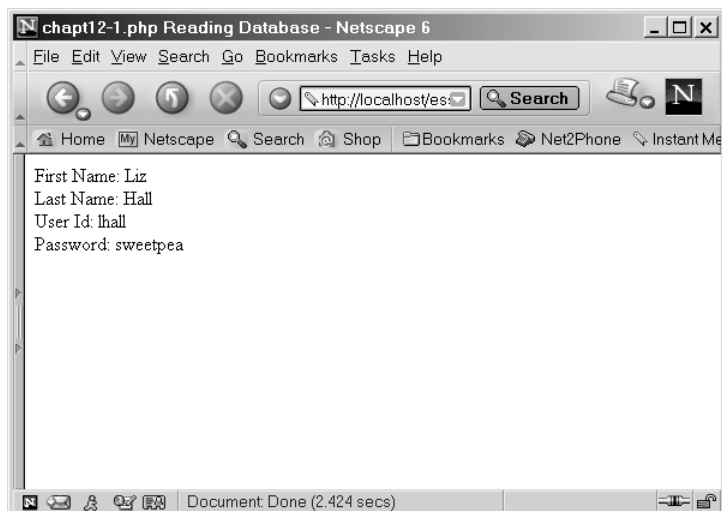 N chapt12-1.php Reading Database - Netscape 6
File Edit View Search Go Bookmarks Tasks Help
http://localhost/es Search N
Home My Netscape Search Shop Bookmarks Net2Phone Instant Me
First Name: Liz
Last Name: Hall
User Id: lhall
Password: sweetpea
N Document: Done (2.424 secs)